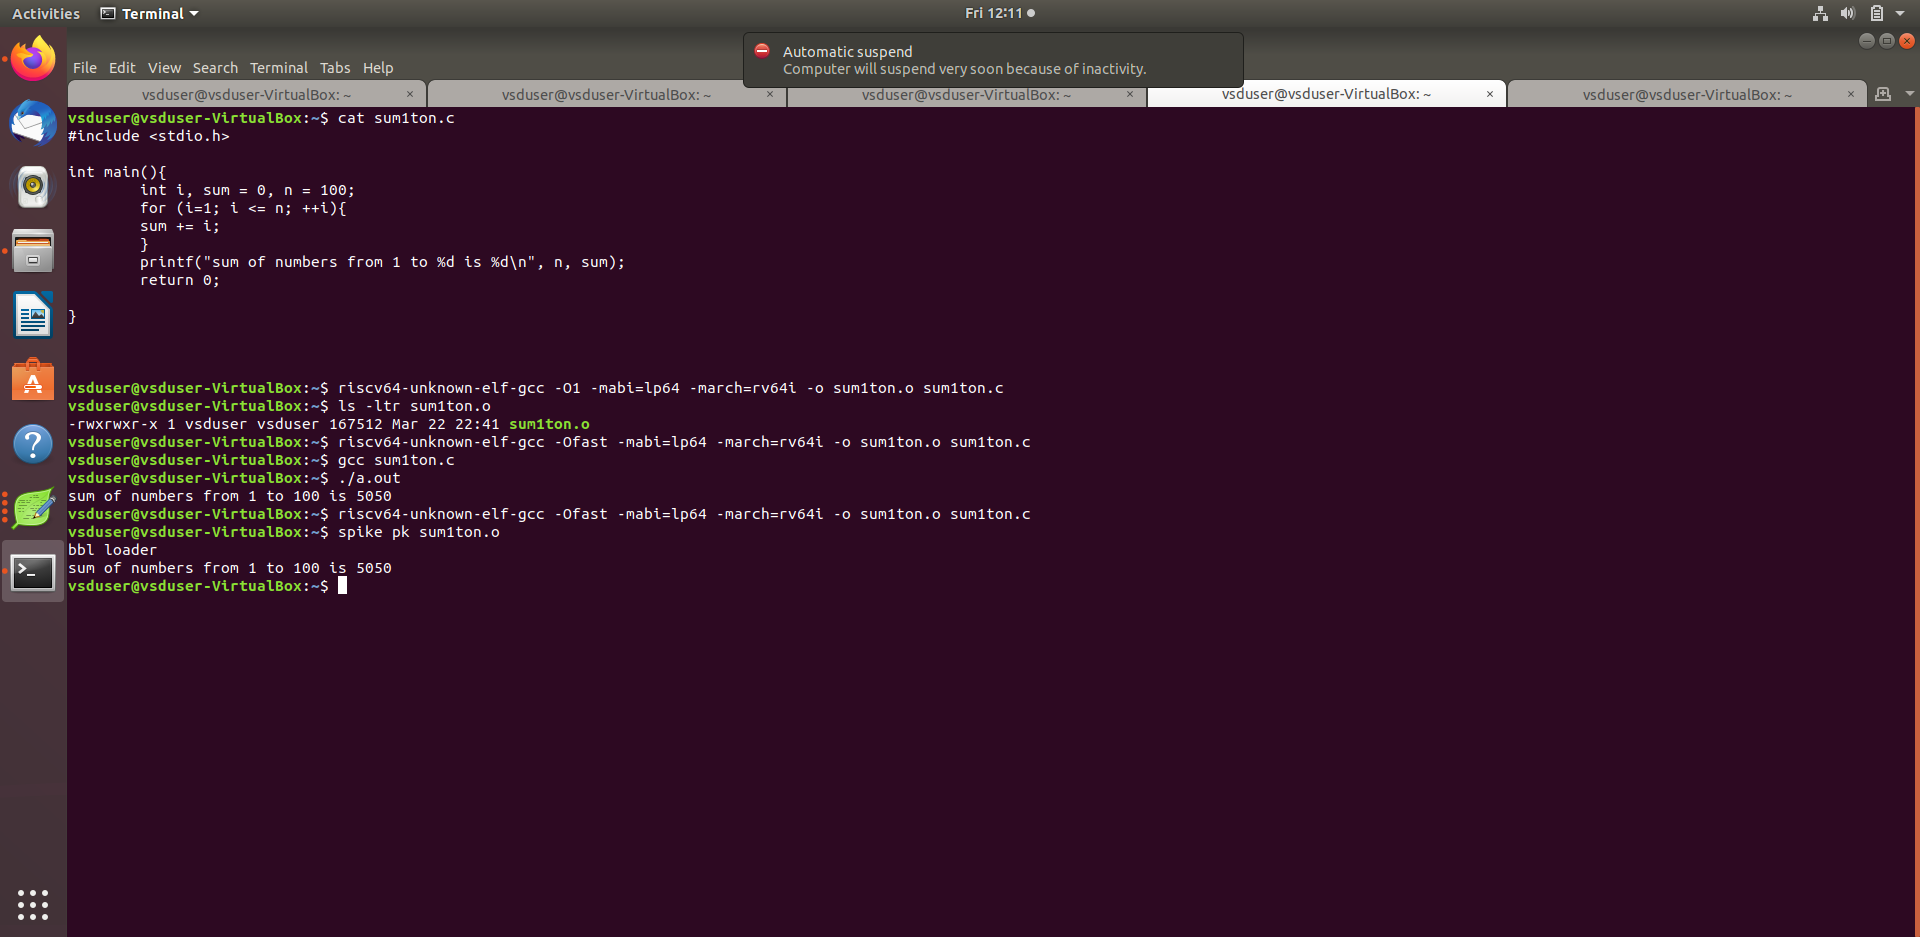 Activities Terminal Fri 12:11
Automatic suspend
Computer will suspend very soon because of inactivity.
File Edit View Search Terminal Tabs Help
vsduser@vsduser-VirtualBox: ~ × vsduser@vsduser-VirtualBox: ~ × vsduser@vsduser-VirtualBox: ~ × vsduser@vsduser-VirtualBox: ~ × vsduser@vsduser-VirtualBox: ~ ×
vsduser@vsduser-VirtualBox:~$ cat sum1ton.c
#include <stdio.h>
int main(){
        int i, sum = 0, n = 100;
        for (i=1; i <= n; ++i){
        sum += i;
        }
        printf("sum of numbers from 1 to %d is %d\n", n, sum);
        return 0;
}
vsduser@vsduser-VirtualBox:~$ riscv64-unknown-elf-gcc -O1 -mabi=lp64 -march=rv64i -o sum1ton.o sum1ton.c
vsduser@vsduser-VirtualBox:~$ ls -ltr sum1ton.o
-rwxrwxr-x 1 vsduser vsduser 167512 Mar 22 22:41 sum1ton.o
vsduser@vsduser-VirtualBox:~$ riscv64-unknown-elf-gcc -Ofast -mabi=lp64 -march=rv64i -o sum1ton.o sum1ton.c
vsduser@vsduser-VirtualBox:~$ gcc sum1ton.c
vsduser@vsduser-VirtualBox:~$ ./a.out
sum of numbers from 1 to 100 is 5050
vsduser@vsduser-VirtualBox:~$ riscv64-unknown-elf-gcc -Ofast -mabi=lp64 -march=rv64i -o sum1ton.o sum1ton.c
vsduser@vsduser-VirtualBox:~$ spike pk sum1ton.o
bbl loader
sum of numbers from 1 to 100 is 5050
vsduser@vsduser-VirtualBox:~$